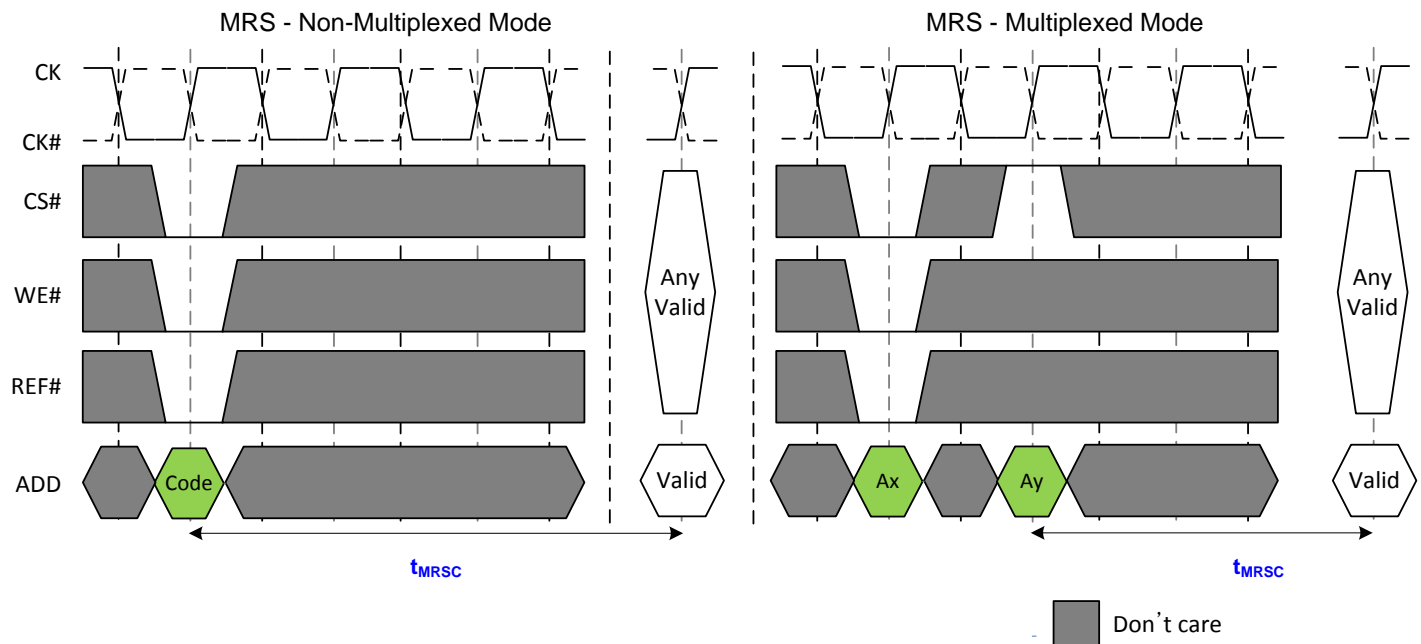 MRS - Non-Multiplexed Mode
MRS - Multiplexed Mode
CK
CK#
CS#
WE#
REF#
ADD
Any
Valid
Any
Valid
Code
Valid
Ax
Ay
Valid
tMRSC
tMRSC
Don't care